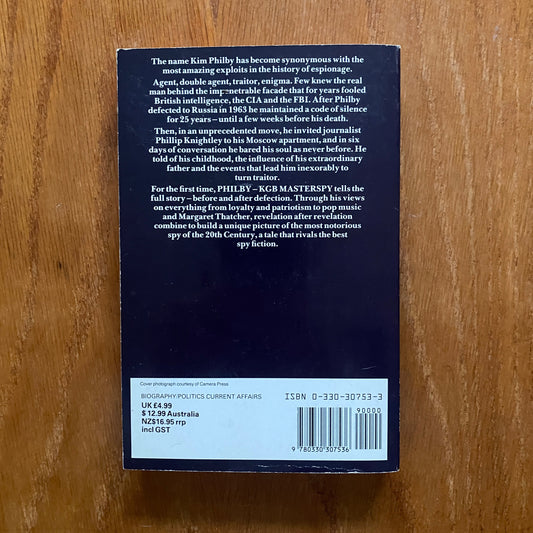 The name Kim Philby has become synonymous with the
most amazing exploits in the history of espionage.
Agent, double agent, traitor, enigma. Few knew the real
man behind the impenetrable facade that for years fooled
British intelligence, the CIA and the FBI. After Philby
defected to Russia in 1963 he maintained a code of silence
for 25 years – until a few weeks before his death.
Then, in an unprecedented move, he invited journalist
Phillip Knightley to his Moscow apartment, and in six
days of conversation he bared his soul as never before. He
told of his childhood, the influence of his extraordinary
father and the events that lead him inexorably to
turn traitor.
For the first time, PHILBY – KGB MASTERSPY tells the
full story – before and after defection. Through his views
on everything from loyalty and patriotism to pop music
and Margaret Thatcher, revelation after revelation
combine to build a unique picture of the most notorious
spy of the 20th Century, a tale that rivals the best
spy fiction.
Cover photograph courtesy of Camera Press
BIOGRAPHY/POLITICS CURRENT AFFAIRS
UK £4.99
$ 12.99 Australia
NZ$16.95 rrp
incl GST
ISBN 0-330-30753-3
90000
9 780330 307536